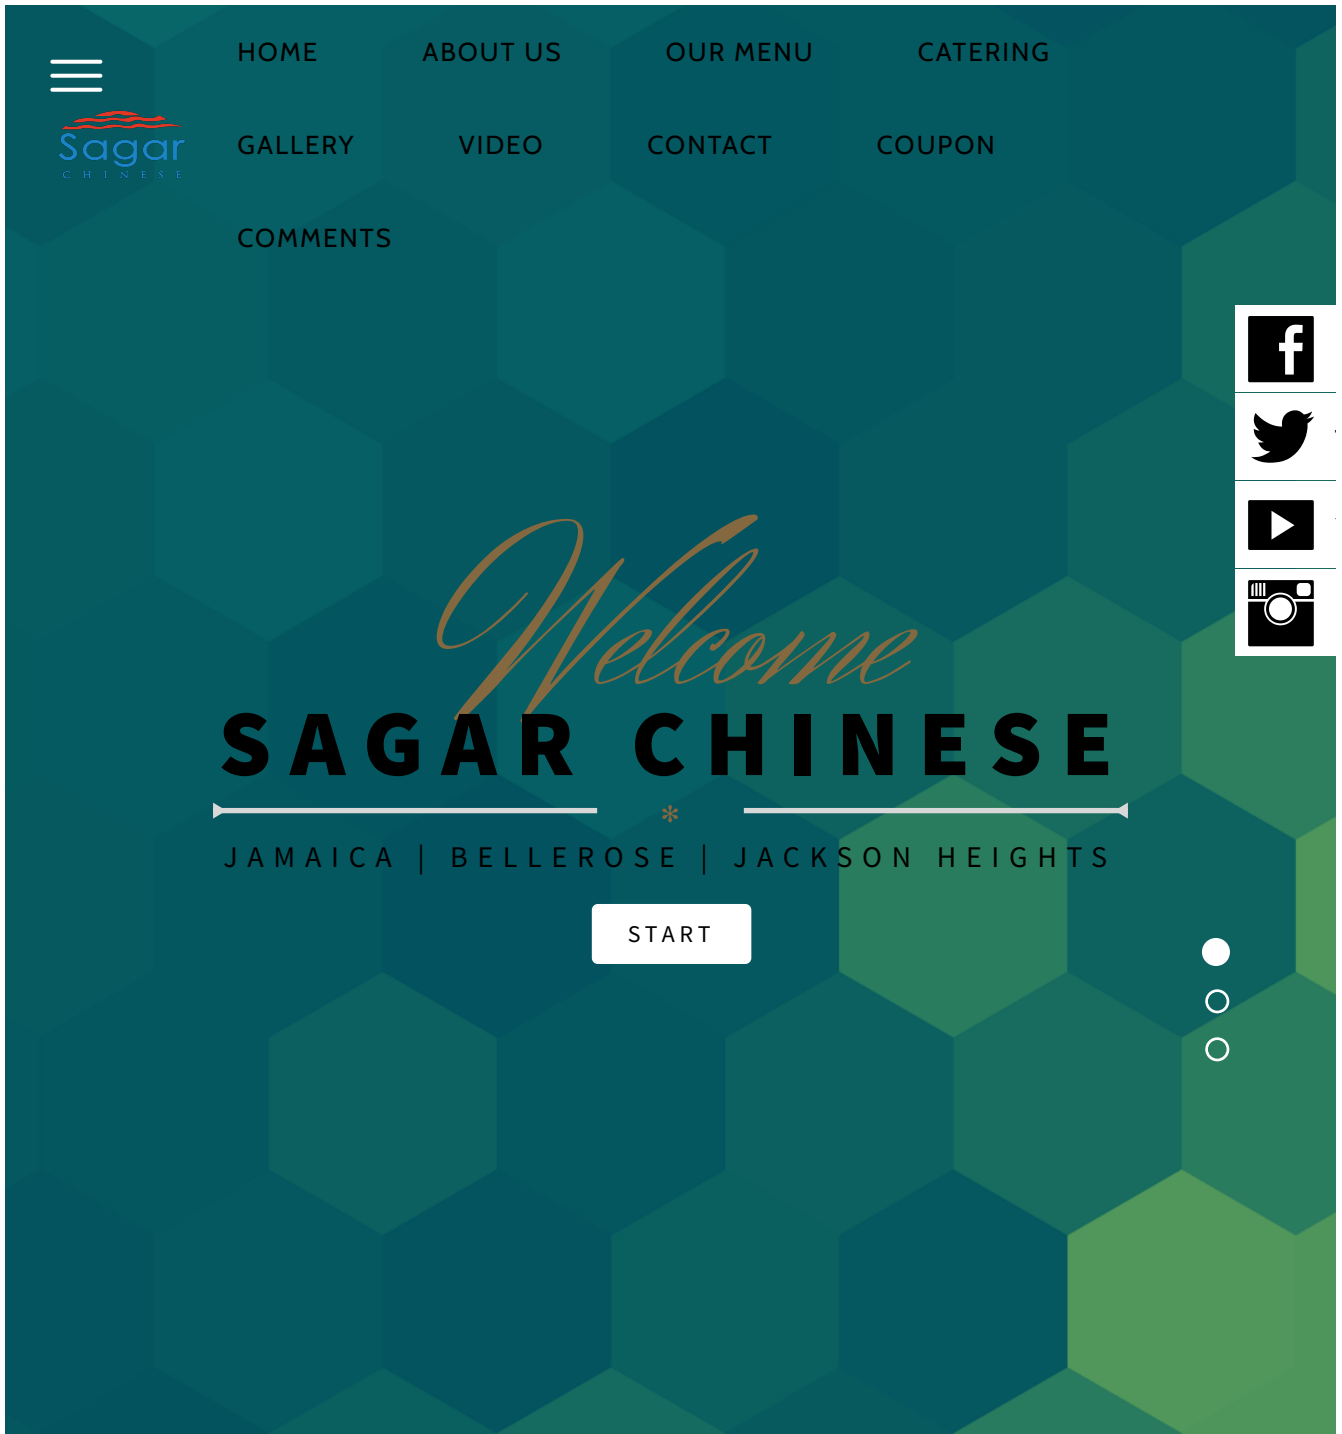 HOME ABOUT US OUR MENU CATERING
Sagar
CHINESE
GALLERY VIDEO CONTACT COUPON
COMMENTS
Welcome
SAGAR CHINESE
*
JAMAICA | BELLEROSE | JACKSON HEIGHTS
START